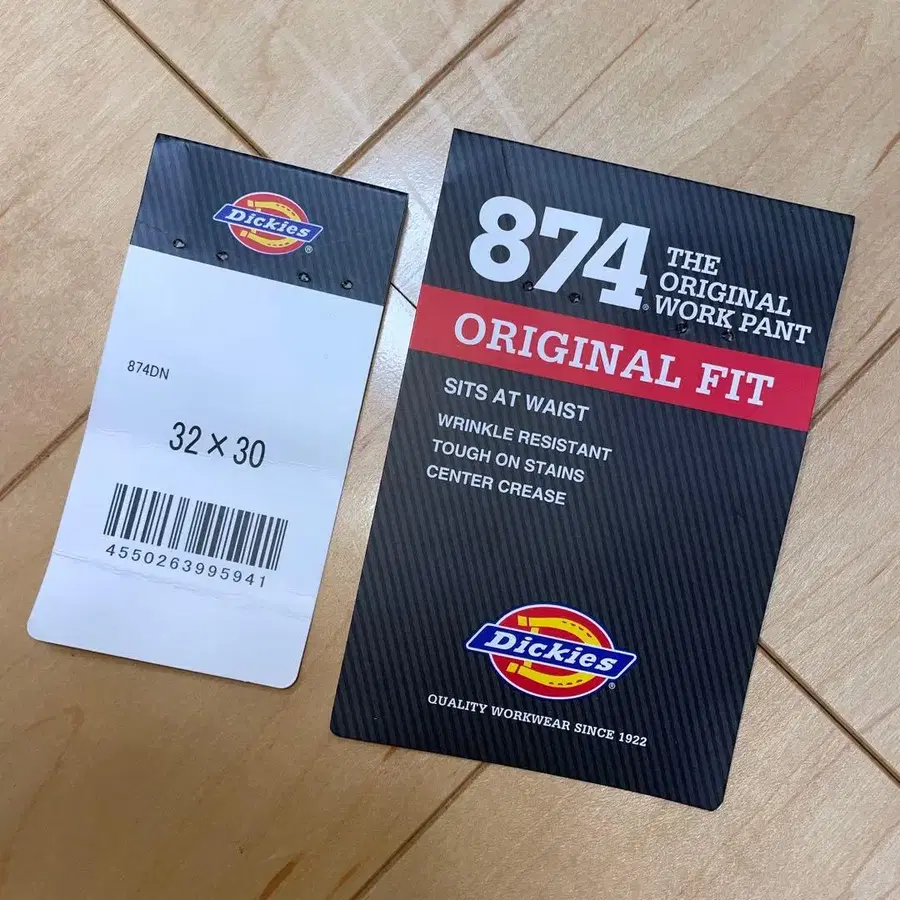 Dickies
®
874DN
32×30
4550263995941
874®
THE
ORIGINAL
WORK PANT
ORIGINAL FIT
SITS AT WAIST
WRINKLE RESISTANT
TOUGH ON STAINS
CENTER CREASE
Dickies
®
QUALITY WORKWEAR SINCE 1922